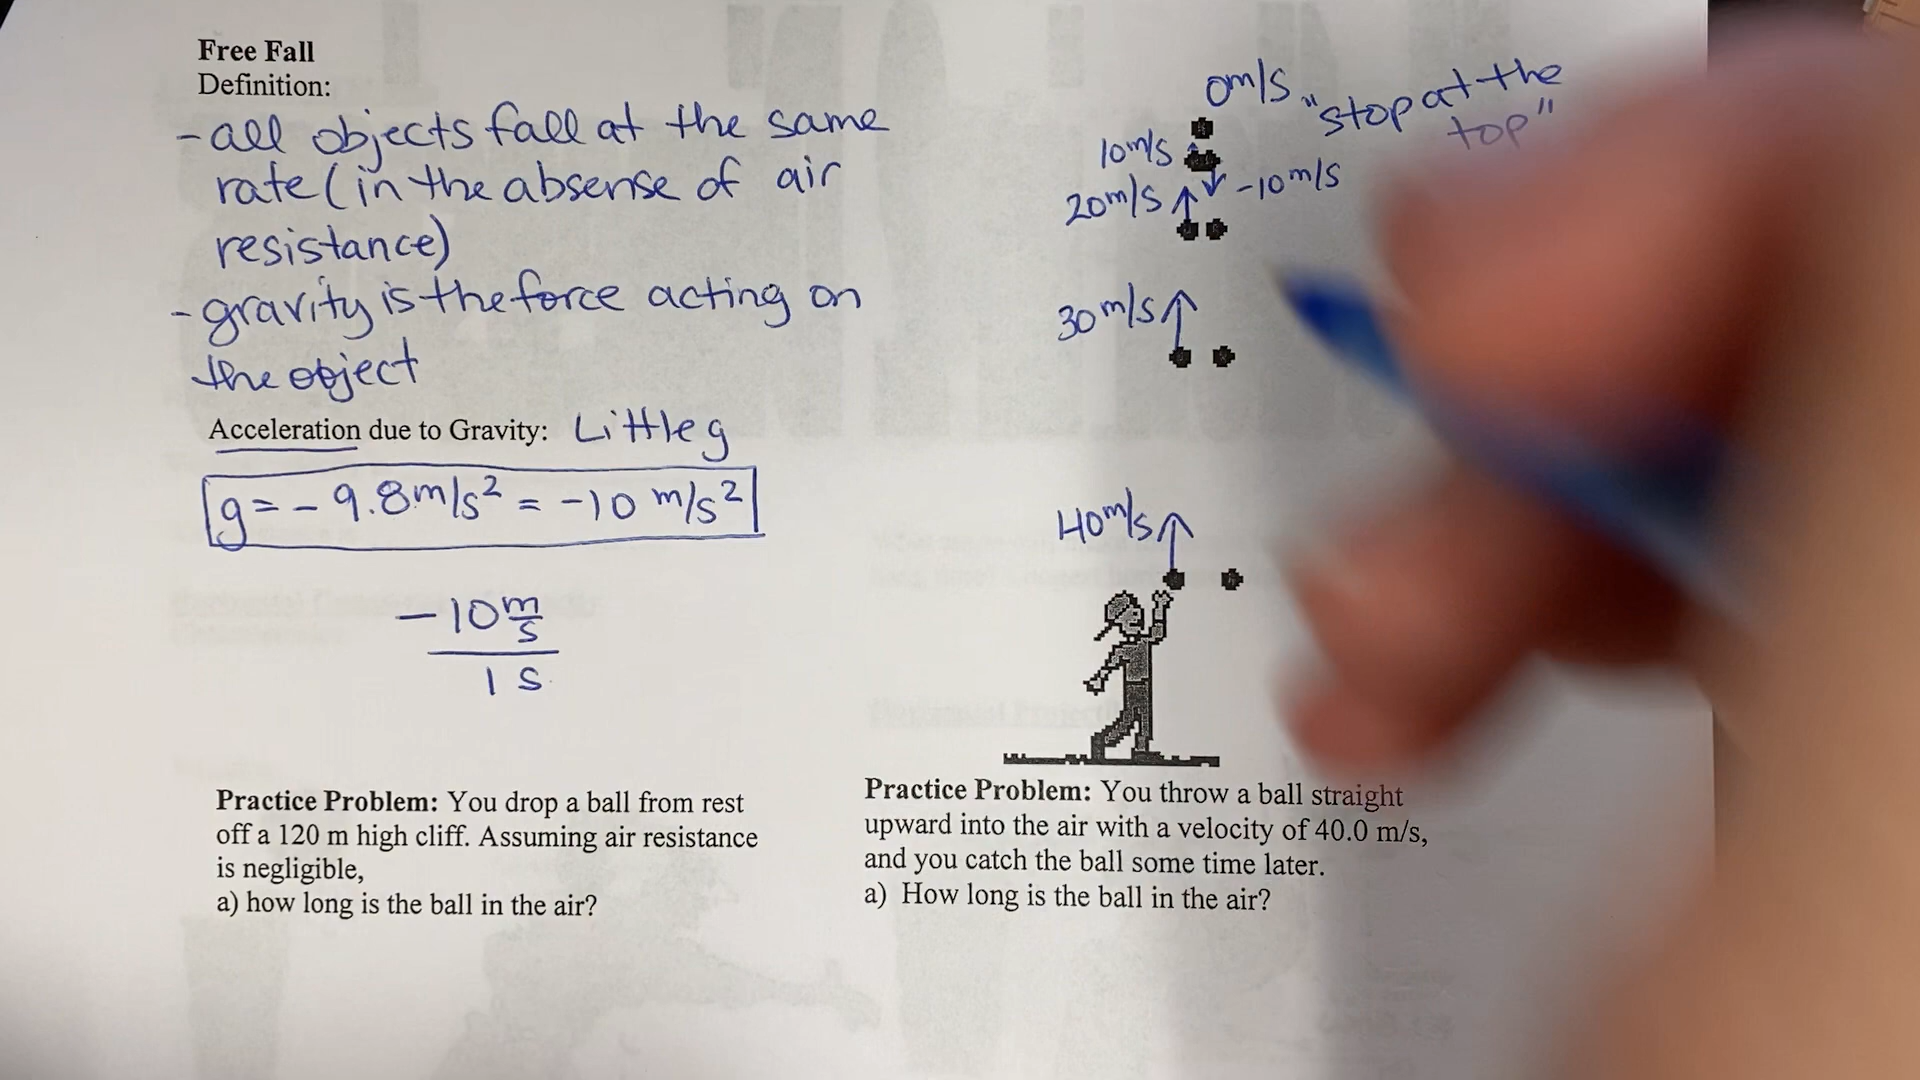 Free Fall
Definition:
- all objects fall at the same
rate (in the absense of air
resistance)
- gravity is the force acting on
the object
Acceleration due to Gravity: Little g
g = - 9.8 m/s² = -10 m/s²
-10 m/s
1 s
Practice Problem: You drop a ball from rest
off a 120 m high cliff. Assuming air resistance
is negligible,
a) how long is the ball in the air?
0 m/s "stop at the
top"
10 m/s
20 m/s
-10 m/s
30 m/s
40 m/s
Practice Problem: You throw a ball straight
upward into the air with a velocity of 40.0 m/s,
and you catch the ball some time later.
a) How long is the ball in the air?